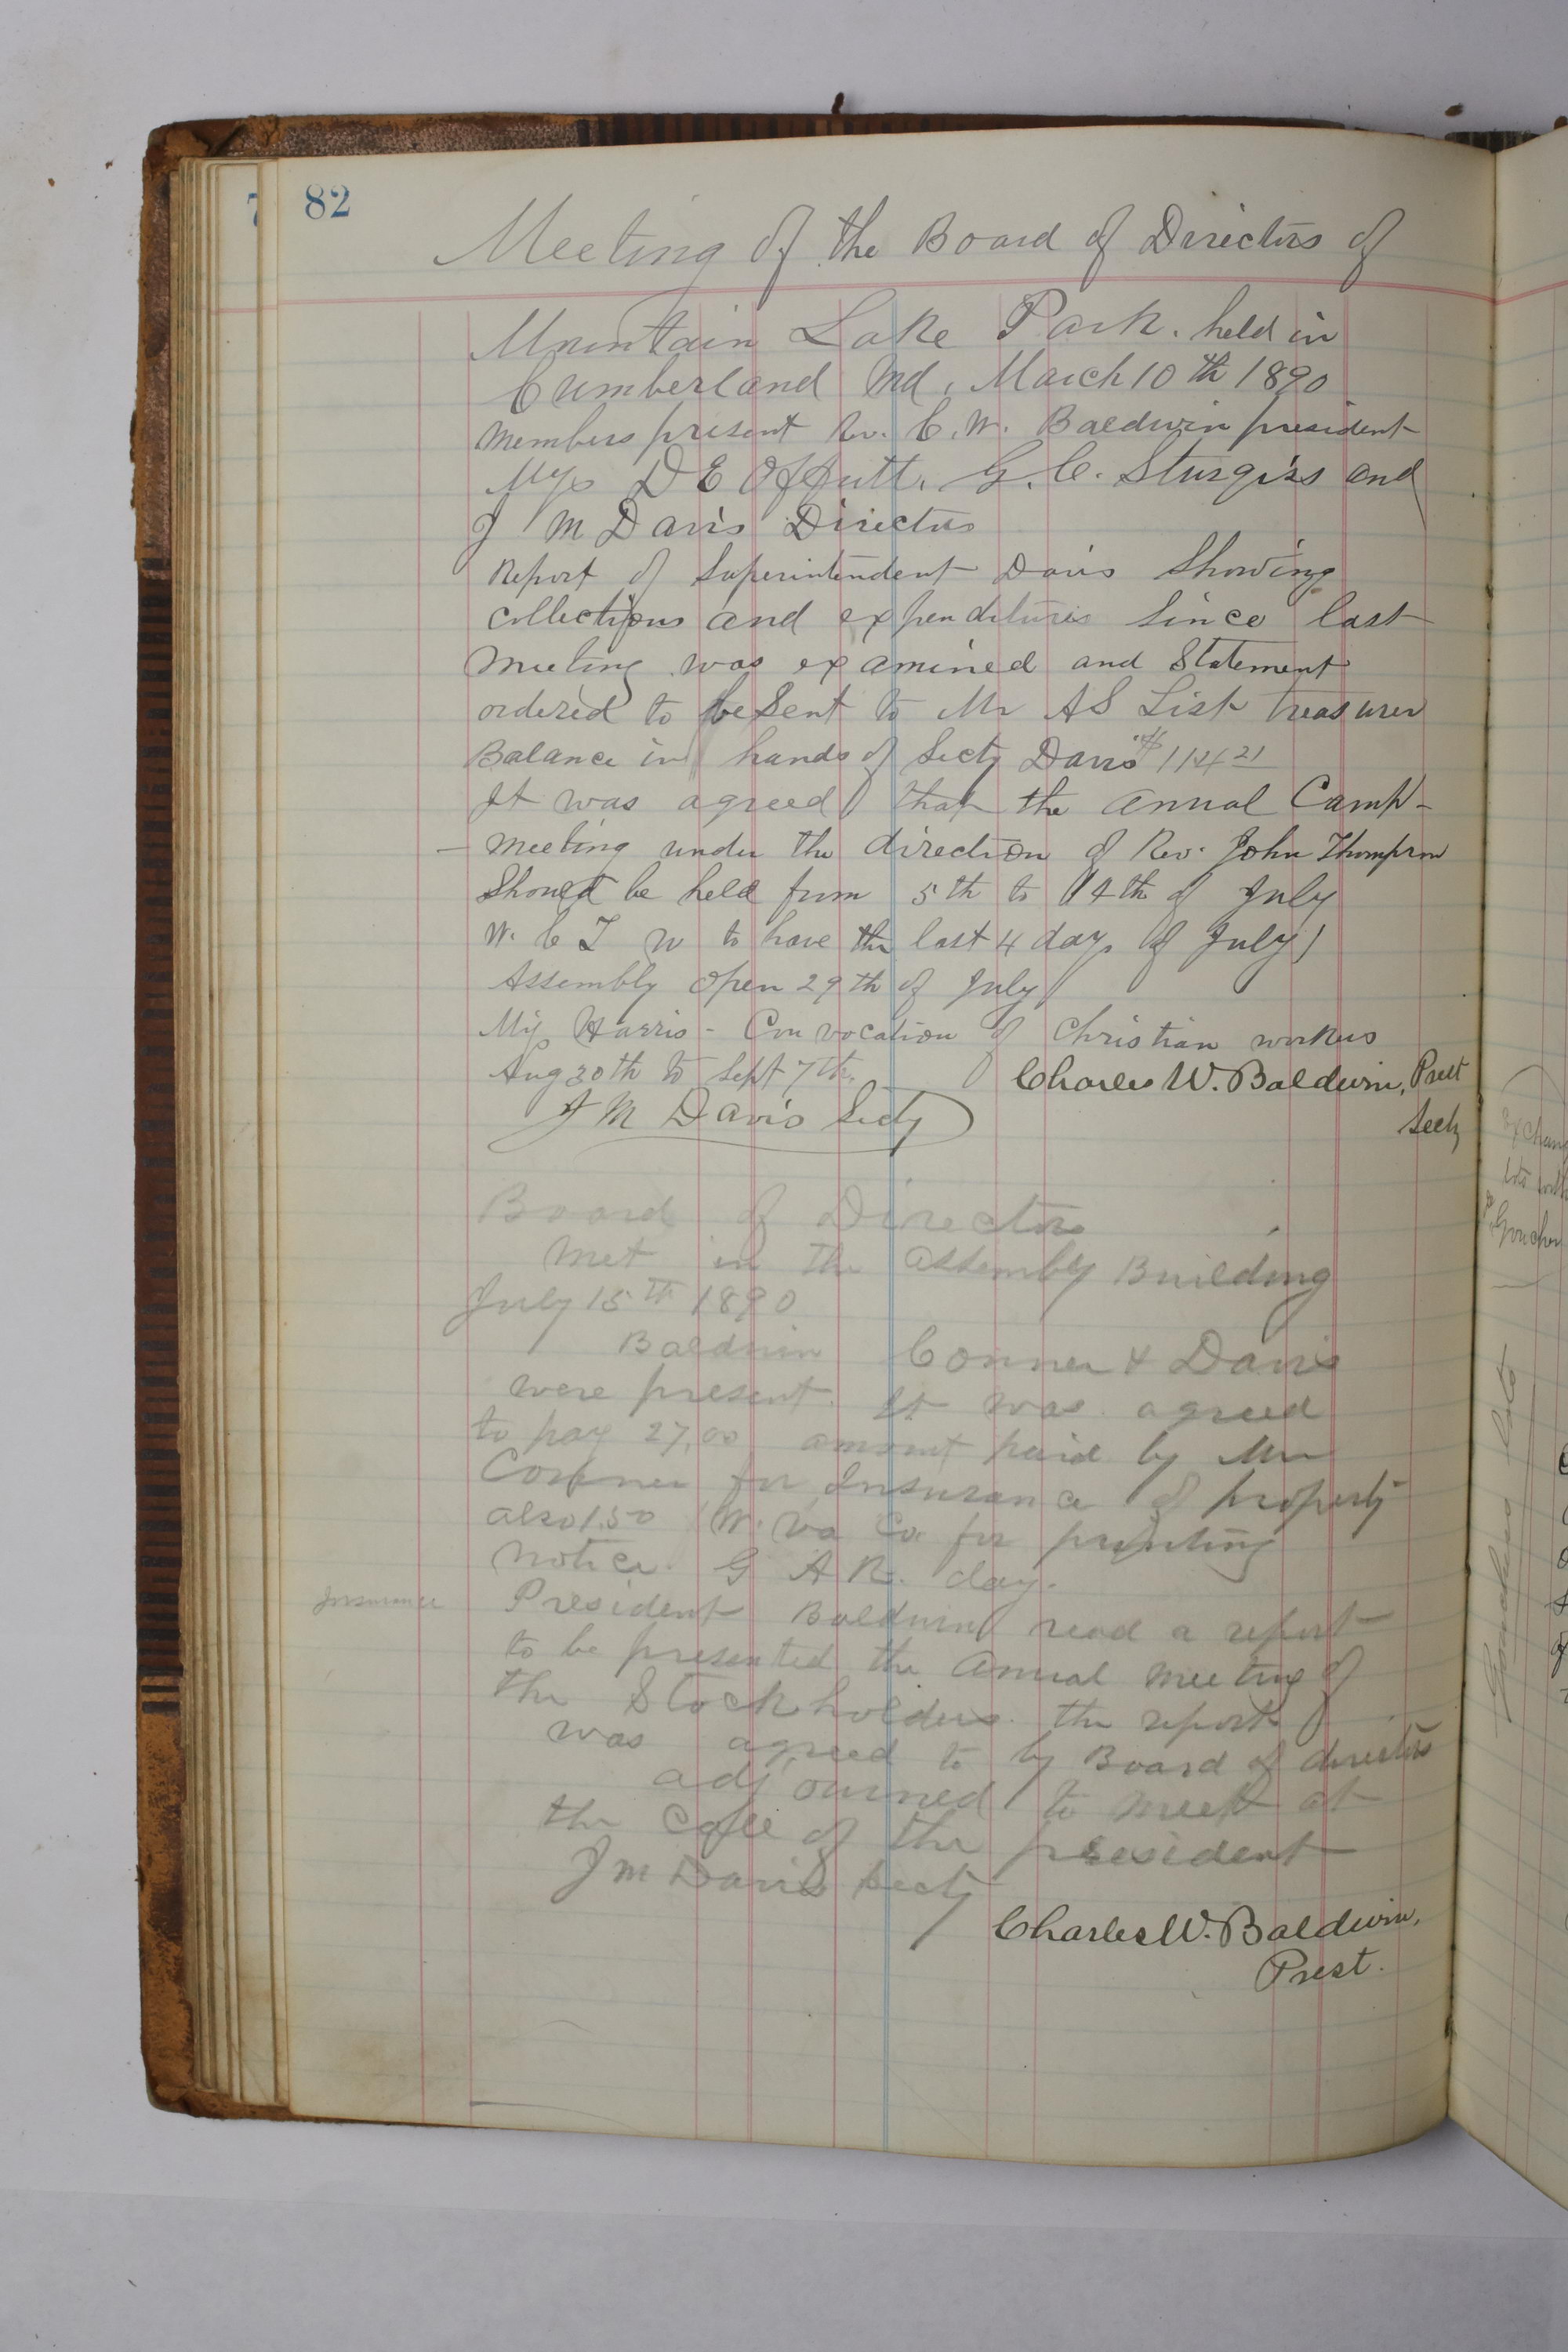 82
Meeting of the Board of Directors of
Mountain Lake Park. held in
Cumberland Md, March 10th 1890
members present Rev. C. W. Baldwin president
D E Offutt, G. C. Sturgiss and
J M Davis Directors
Report of Superintendent Davis Showing
collections and expenditures Since last
meeting was examined and Statement
ordered to be Sent to Mr A S List treasurer
Balance in hands of Secty Davis
It was agreed that the Annual Camp-
- meeting under the direction of Rev. John Thompson
Should be held from 5th to 14th of July
W. C T to have the last 4 days of July
Assembly open 29th of July
Harris - Convocation of Christian workers
Aug 30th to Sept 7th.
Charles W. Baldwin, Prest
J M Davis Secty
Secty
Board of Directors
met in the Assembly Building
July 15th 1890
Baldwin Conner & Davis
were present. It was agreed
to pay 27.00 amount paid by Mr
Conner for Insurance of property
also 1.50 W. Va Co. for printing
notice. G A R. day.
Insurance
President Baldwin read a report
to be presented the Annual meeting of
the Stockholders. the report
was agreed to by Board of directors
adjourned to meet at
the Call of the president
J M Davis Secty
Charles W. Baldwin,
Prest.